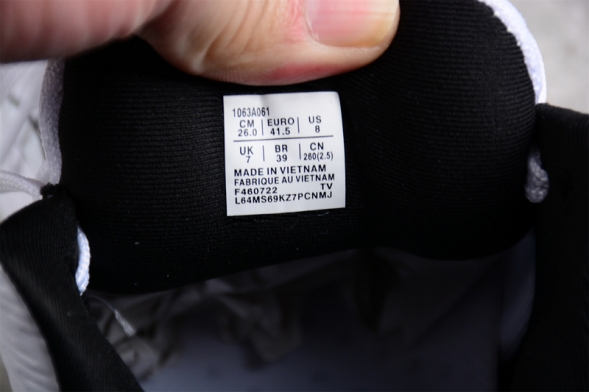 1063A061
CM | EURO | US
26.0 | 41.5 | 8
UK | BR | CN
7 | 39 | 260(2.5)
MADE IN VIETNAM
FABRIQUE AU VIETNAM
F460722 TV
L64MS69KZ7PCNMJ